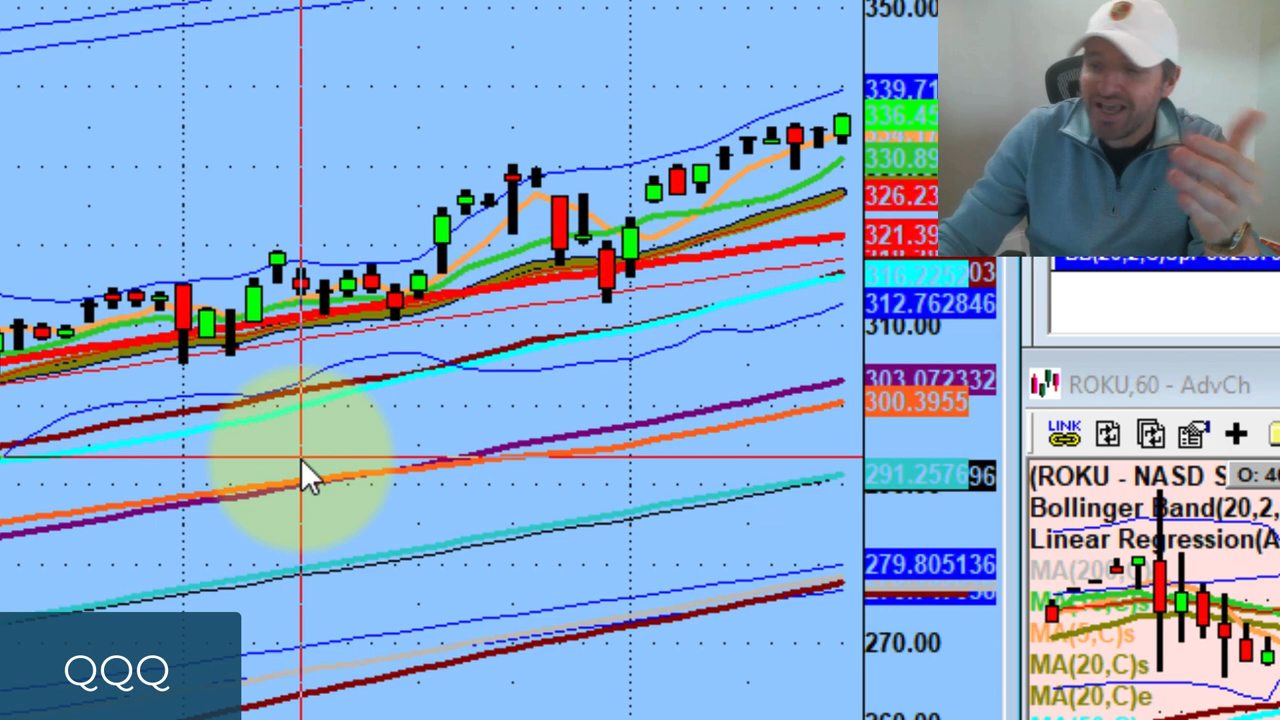 350.00
339.71
336.45
330.89
326.23
321.39
316.2252
03
312.762846
310.00
303.072332
300.3955
291.2576
96
279.805136
270.00
QQQ
ROKU,60 - AdvCh
LINK
(ROKU - NASD S
Bollinger Band(20,2,
Linear Regression(A
MA(5,C)s
MA(20,C)s
MA(20,C)e